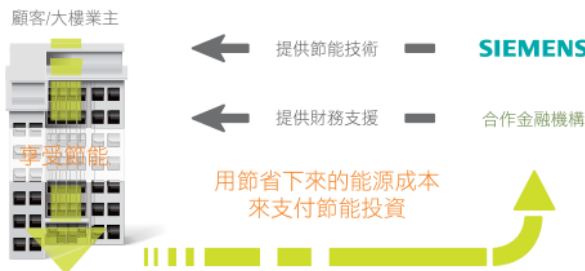 顧客/大樓業主
提供節能技術
SIEMENS
提供財務支援
合作金融機構
享受節能
用節省下來的能源成本
來支付節能投資